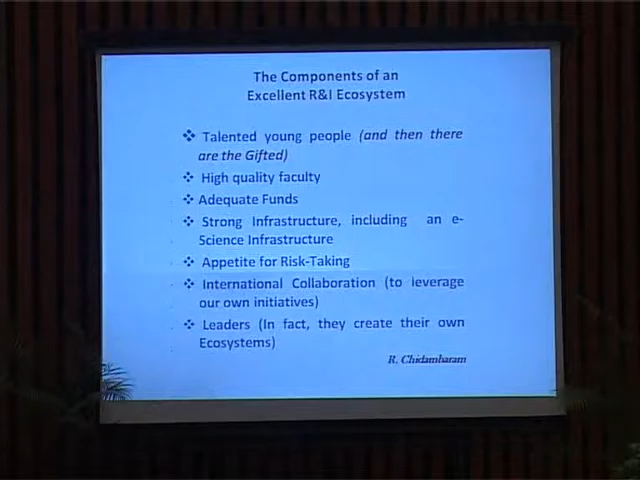 The Components of an
Excellent R&I Ecosystem
❖ Talented young people (and then there
are the Gifted)
❖ High quality faculty
❖ Adequate Funds
❖ Strong Infrastructure, including an e-
Science Infrastructure
❖ Appetite for Risk-Taking
❖ International Collaboration (to leverage
our own initiatives)
❖ Leaders (In fact, they create their own
Ecosystems)
R. Chidambaram